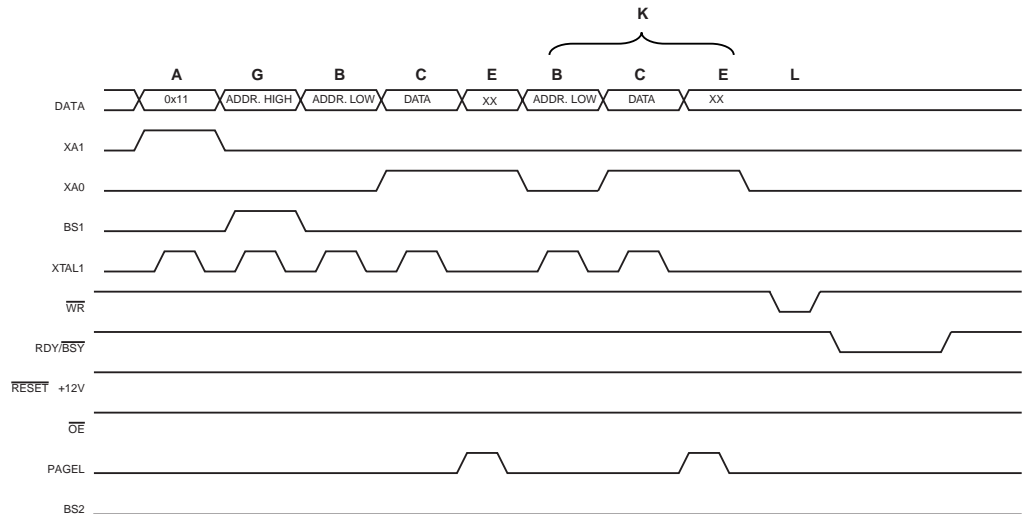 K
A G B C E B C E L
DATA 0x11 ADDR. HIGH ADDR. LOW DATA XX ADDR. LOW DATA XX
XA1
XA0
BS1
XTAL1
WR
RDY/BSY
RESET +12V
OE
PAGEL
BS2